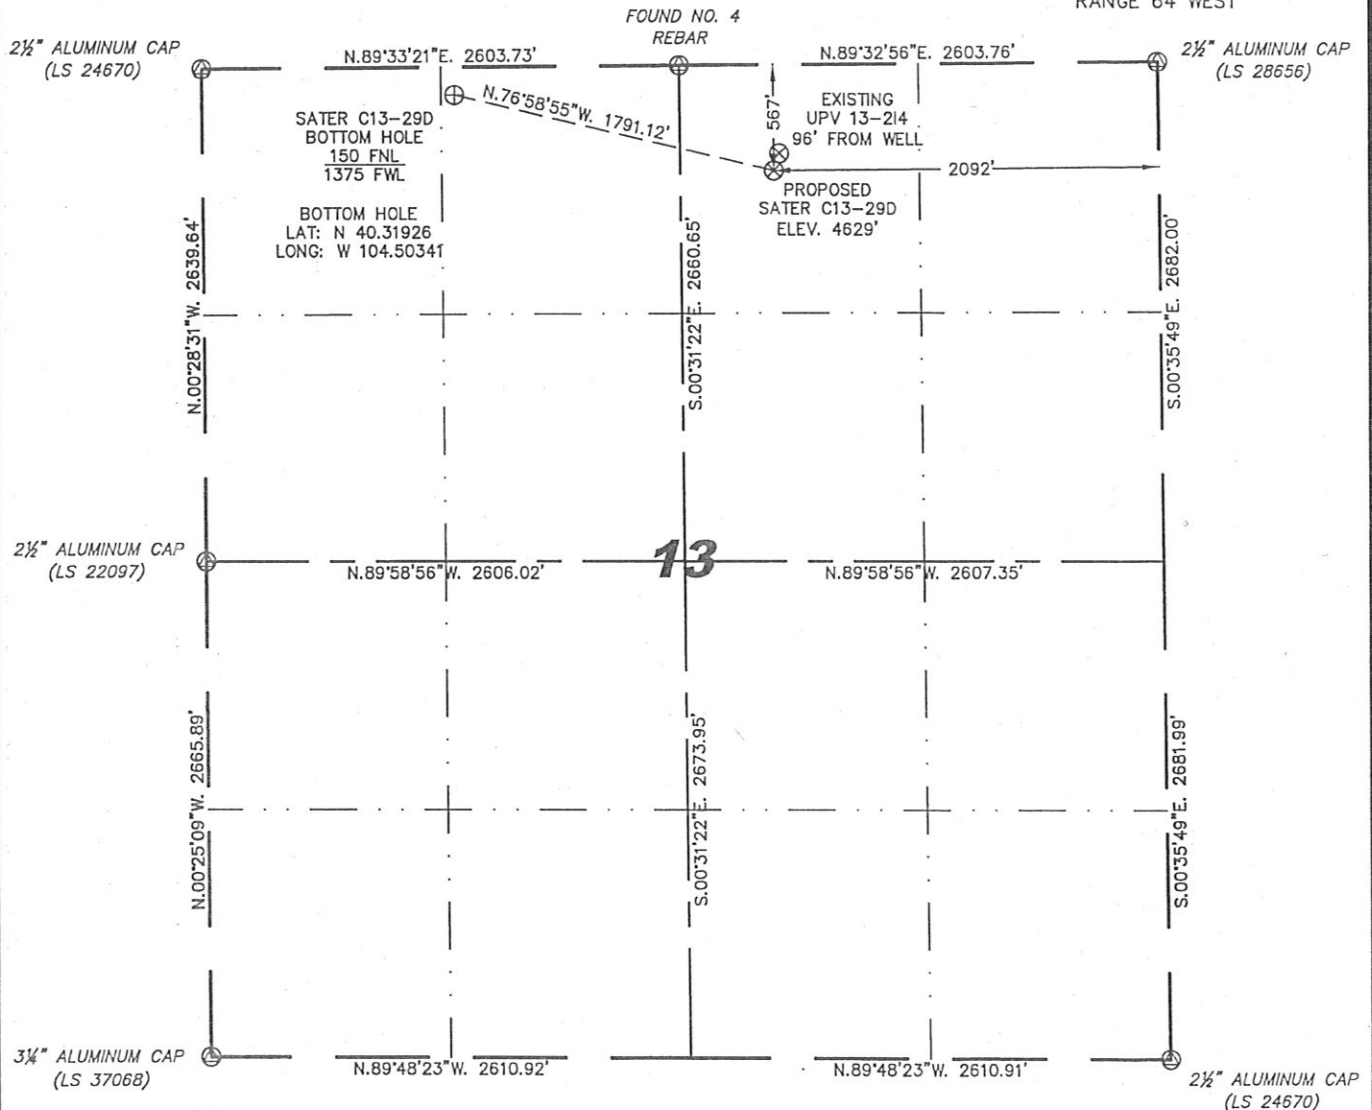 RANGE 64 WEST
FOUND NO. 4
REBAR
2½" ALUMINUM CAP
(LS 24670)
N.89°33'21"E. 2603.73'
N.89°32'56"E. 2603.76'
2½" ALUMINUM CAP
(LS 28656)
N.76°58'55"W. 1791.12'
567'
EXISTING
UPV 13-214
96' FROM WELL
SATER C13-29D
BOTTOM HOLE
150 FNL
1375 FWL
2092'
PROPOSED
SATER C13-29D
ELEV. 4629'
BOTTOM HOLE
LAT: N 40.31926
LONG: W 104.50341
N.00°28'31"W. 2639.64'
S.00°31'22"E. 2660.65'
S.00°35'49"E. 2682.00'
2½" ALUMINUM CAP
(LS 22097)
13
N.89°58'56"W. 2606.02'
N.89°58'56"W. 2607.35'
N.00°25'09"W. 2665.89'
S.00°31'22"E. 2673.95'
S.00°35'49"E. 2681.99'
3¼" ALUMINUM CAP
(LS 37068)
N.89°48'23"W. 2610.92'
N.89°48'23"W. 2610.91'
2½" ALUMINUM CAP
(LS 24670)